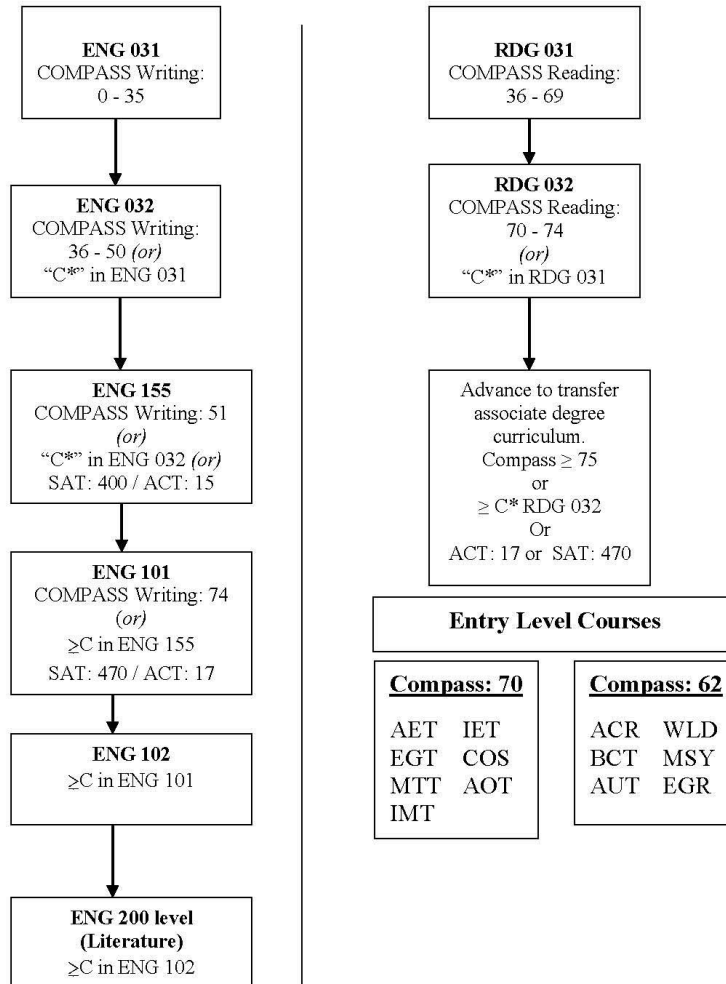 ENG 031
COMPASS Writing:
0 - 35
ENG 032
COMPASS Writing:
36 - 50 (or)
“C*” in ENG 031
ENG 155
COMPASS Writing: 51
(or)
“C*” in ENG 032 (or)
SAT: 400 / ACT: 15
ENG 101
COMPASS Writing: 74
(or)
≥C in ENG 155
SAT: 470 / ACT: 17
ENG 102
≥C in ENG 101
ENG 200 level
(Literature)
≥C in ENG 102
RDG 031
COMPASS Reading:
36 - 69
RDG 032
COMPASS Reading:
70 - 74
(or)
“C*” in RDG 031
Advance to transfer
associate degree
curriculum.
Compass ≥ 75
or
≥ C* RDG 032
Or
ACT: 17 or SAT: 470
Entry Level Courses
Compass: 70
AET IET
EGT COS
MTT AOT
IMT
Compass: 62
ACR WLD
BCT MSY
AUT EGR